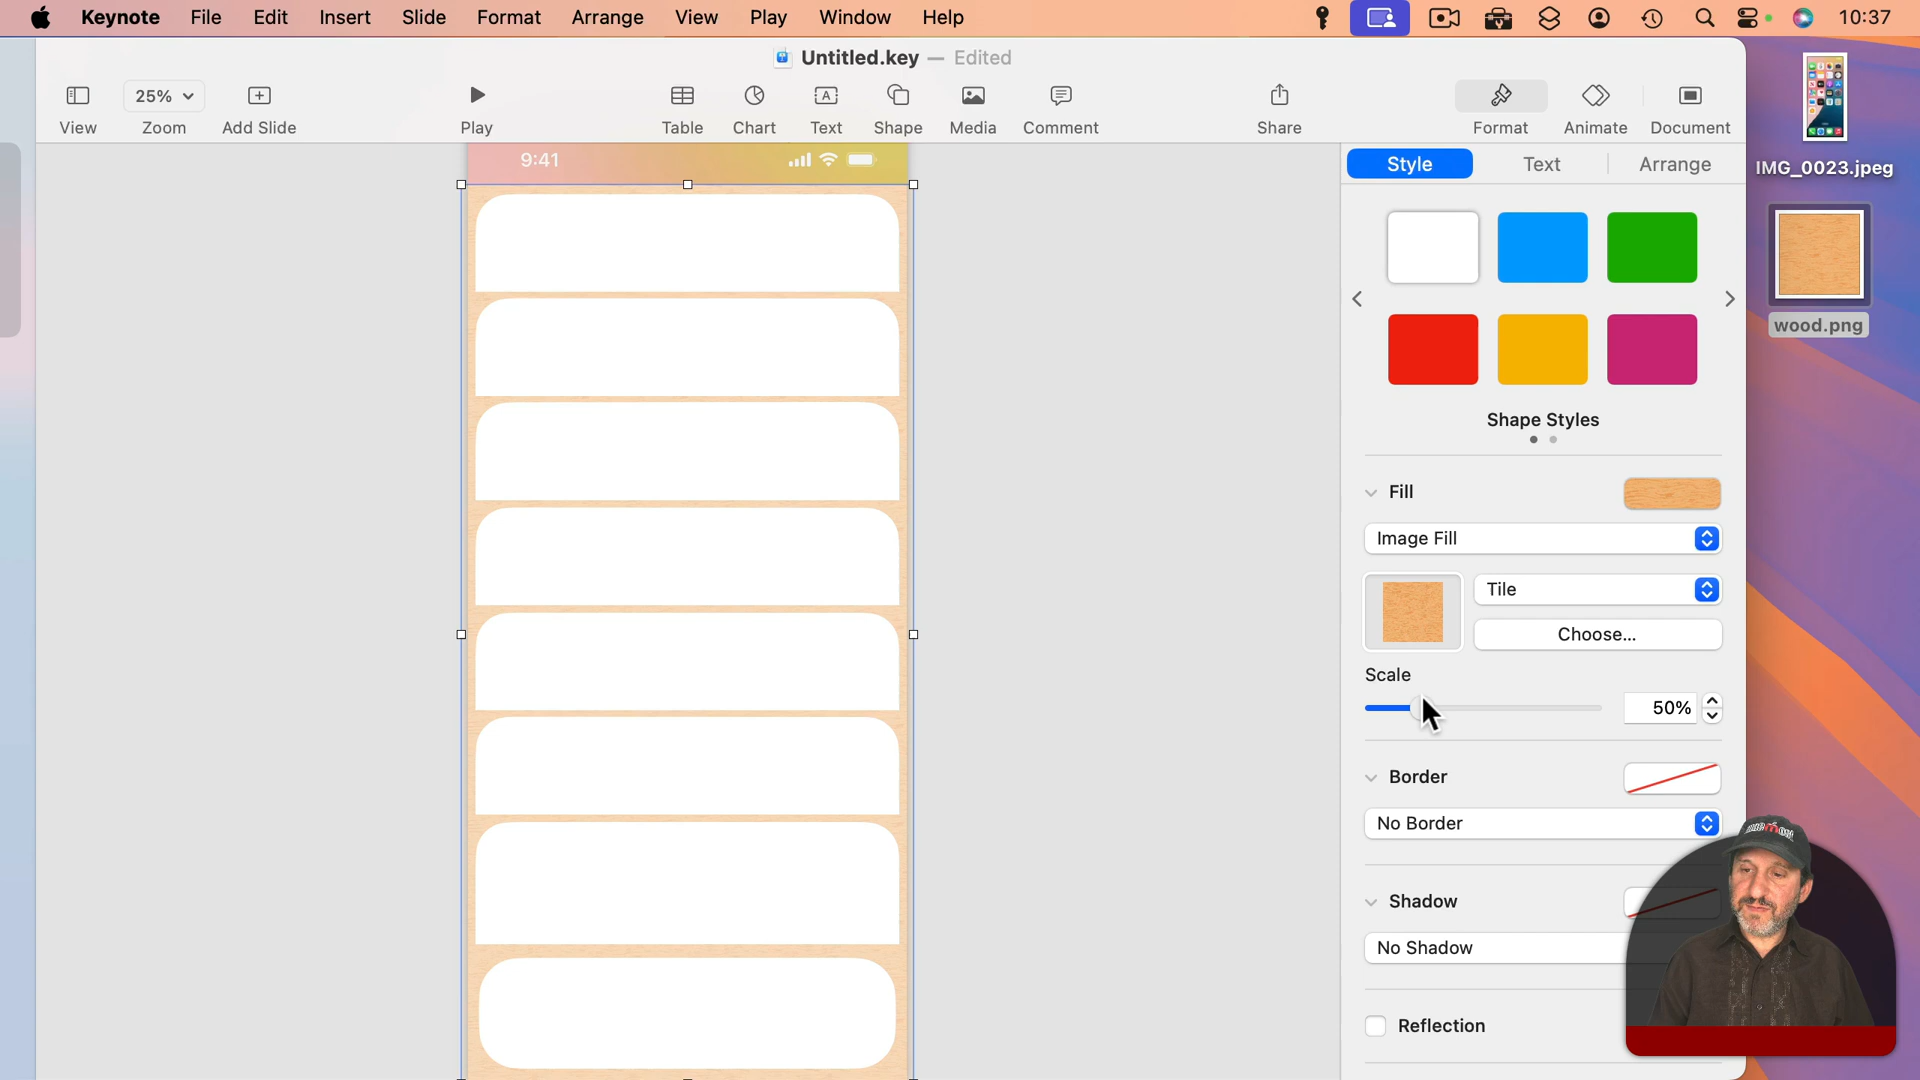 Keynote File Edit Insert Slide Format Arrange View Play Window Help 10:37
Untitled.key — Edited
25%
View Zoom Add Slide Play Table Chart Text Shape Media Comment Share Format Animate Document
9:41
Style Text Arrange
IMG_0023.jpeg
wood.png
Shape Styles
Fill
Image Fill
Tile
Choose...
Scale
50%
Border
No Border
Shadow
No Shadow
Reflection